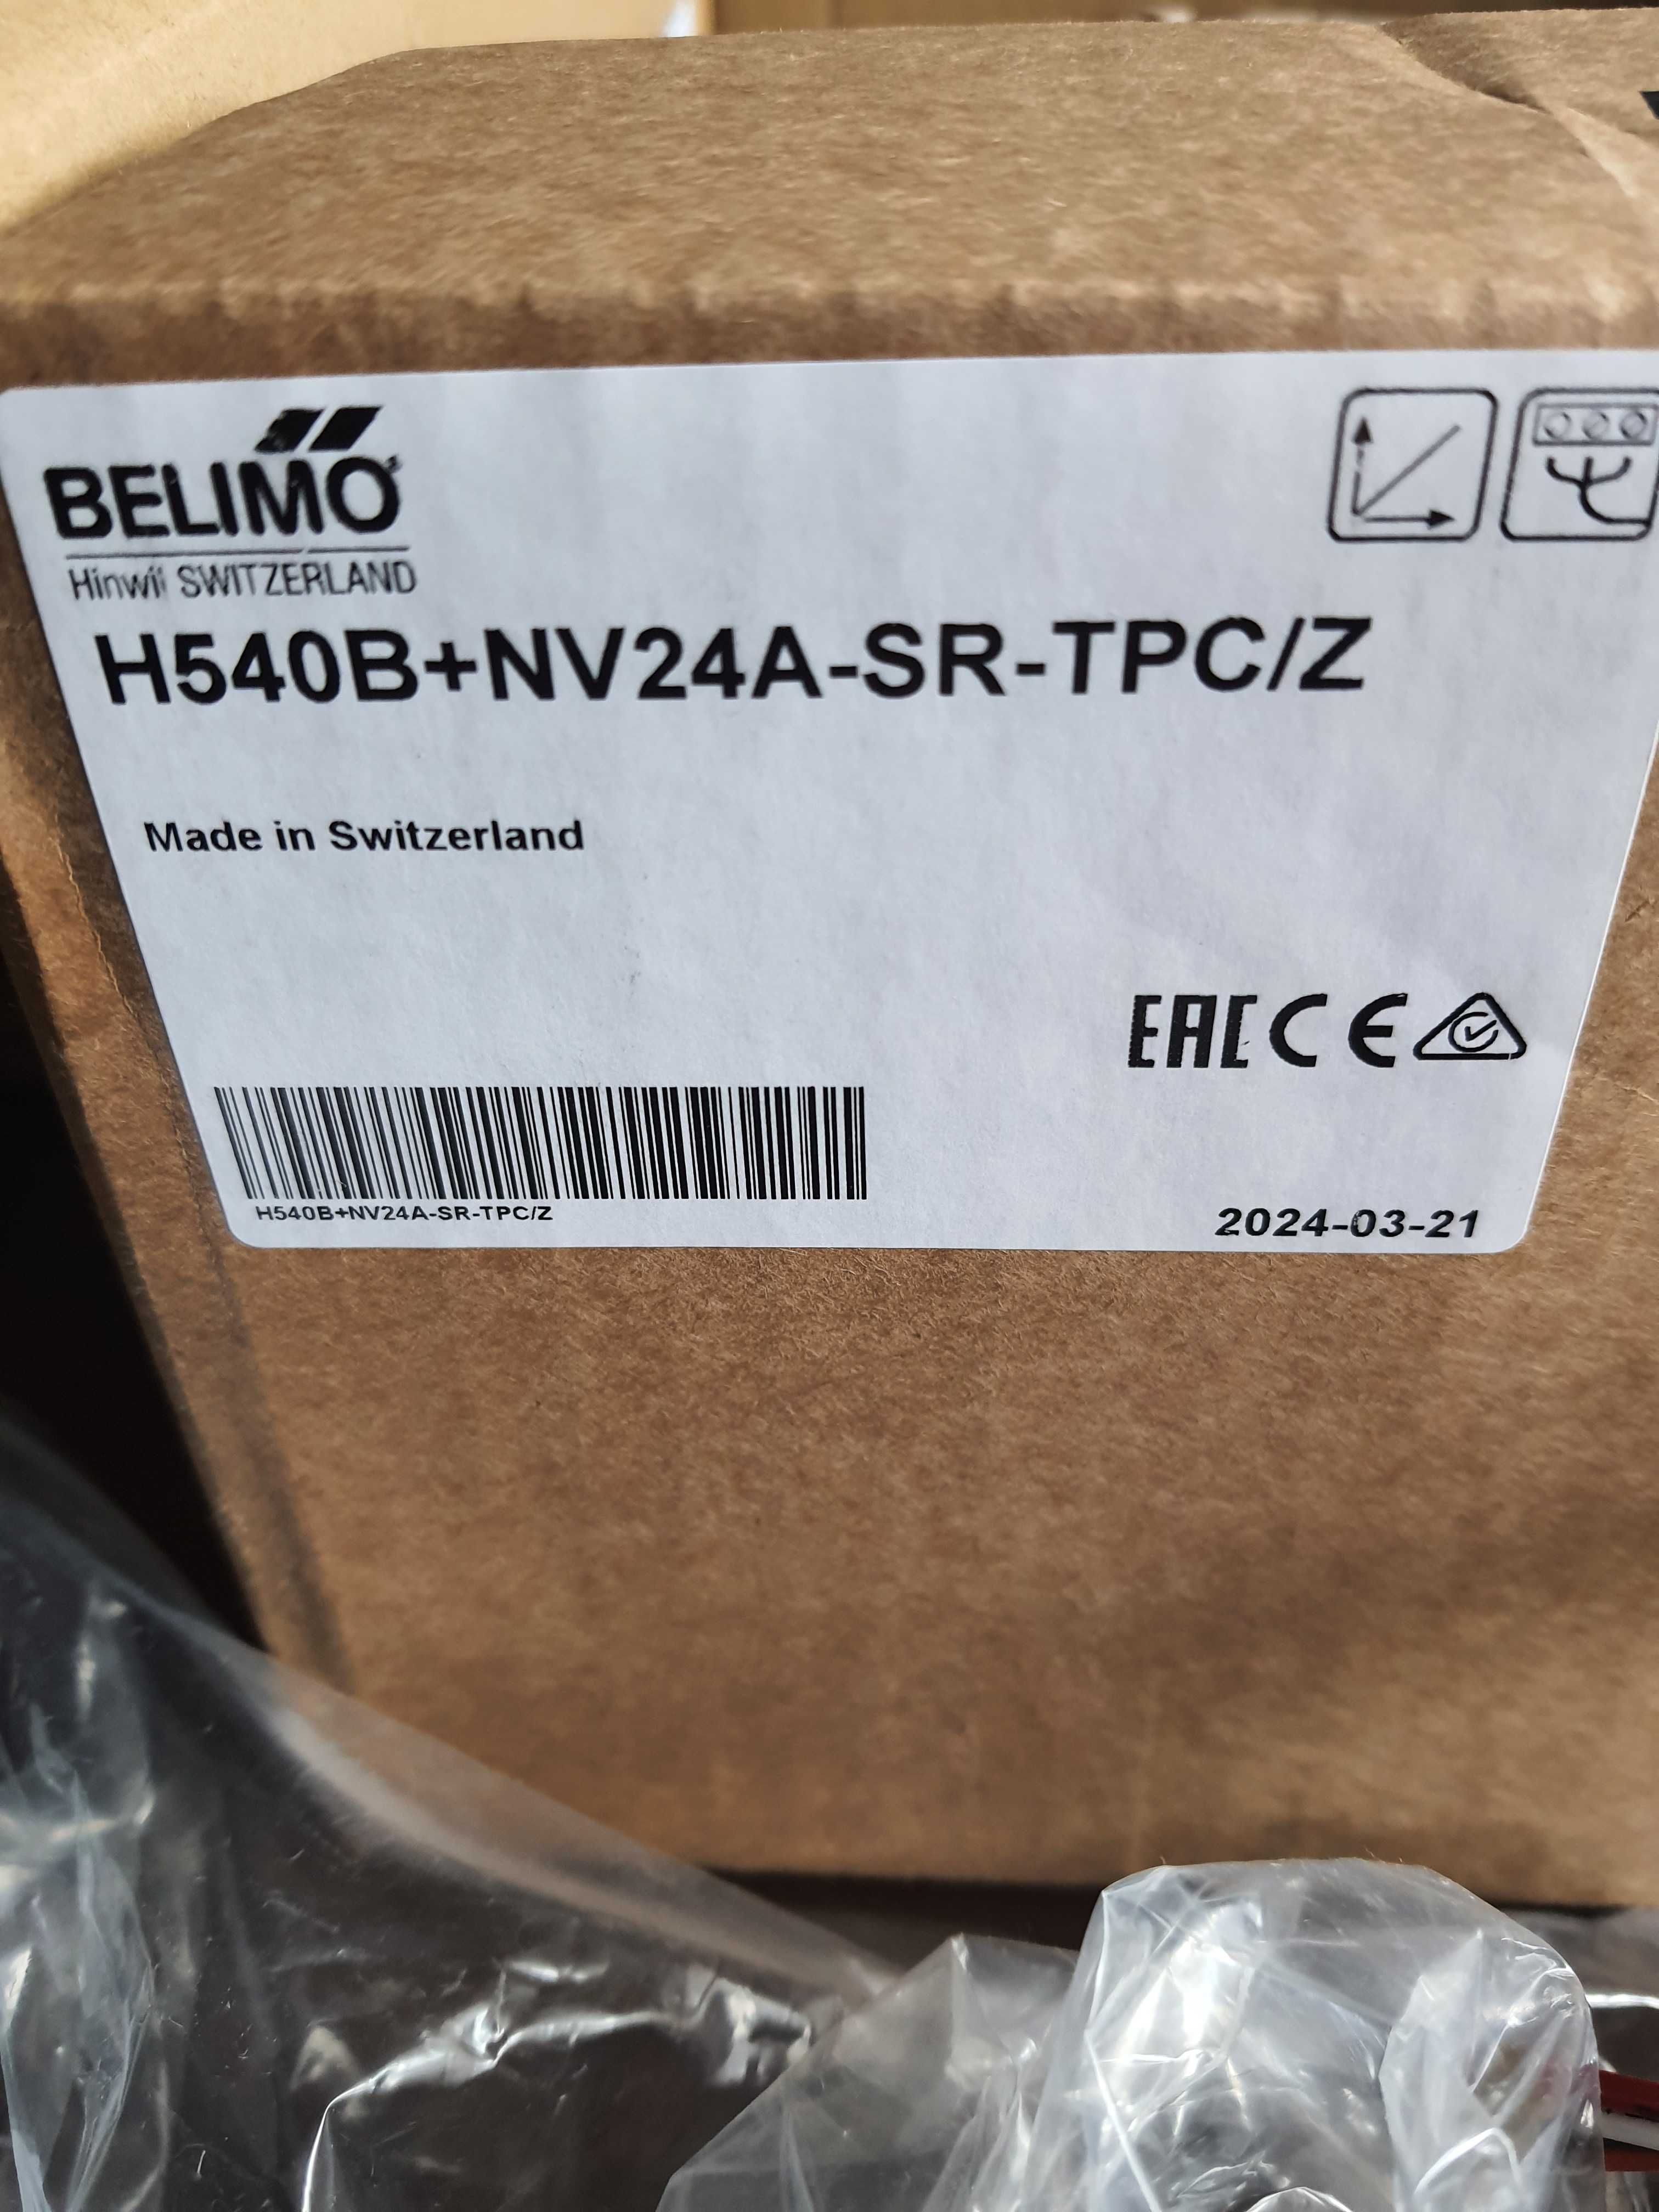 BELIMO
Hinwil SWITZERLAND
H540B+NV24A-SR-TPC/Z
Made in Switzerland
EAC CE
H540B+NV24A-SR-TPC/Z
2024-03-21